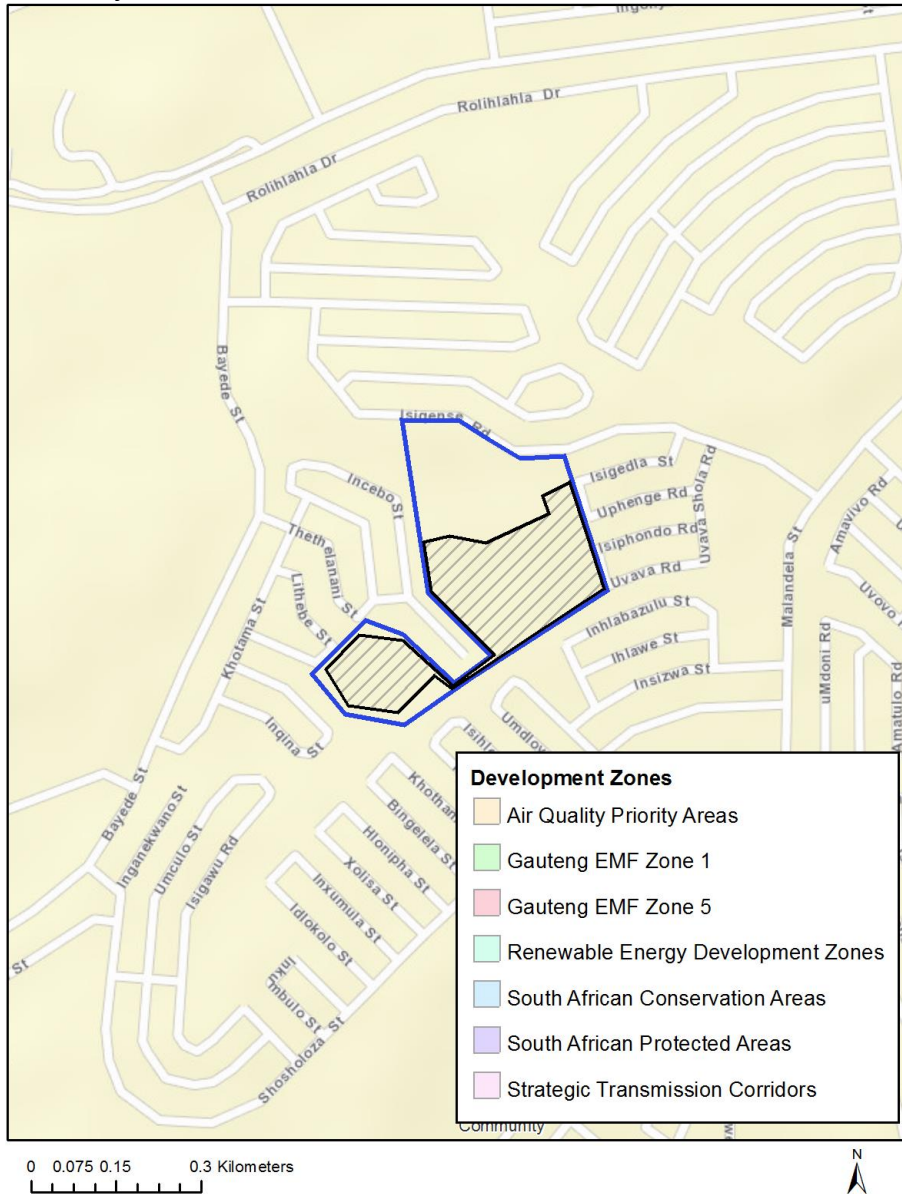 Rolihlahla Dr
Rolihlahla Dr
Bayede St
Isigense Rd
Isigedla St
Uphenge Rd
Isiphondo Rd
Uvava Rd
Uvava Shola Rd
Incebo St
Thethelanani St
Lithebe St
Khotama St
Inhlabazulu St
Ihlawe St
Insizwa St
Malandela St
Amavivo Rd
uMdoni Rd
Amatulo Rd
Inqina St
Bayede St
Inganekwano St
Umculo St
Isigawu Rd
Bingelela St
Hlonipha St
Xolisa St
Inxumula St
Idlokolo St
Inku
mbulo St
Shosholoza St
St
Development Zones
Air Quality Priority Areas
Gauteng EMF Zone 1
Gauteng EMF Zone 5
Renewable Energy Development Zones
South African Conservation Areas
South African Protected Areas
Strategic Transmission Corridors
Community
0 0.075 0.15 0.3 Kilometers
N